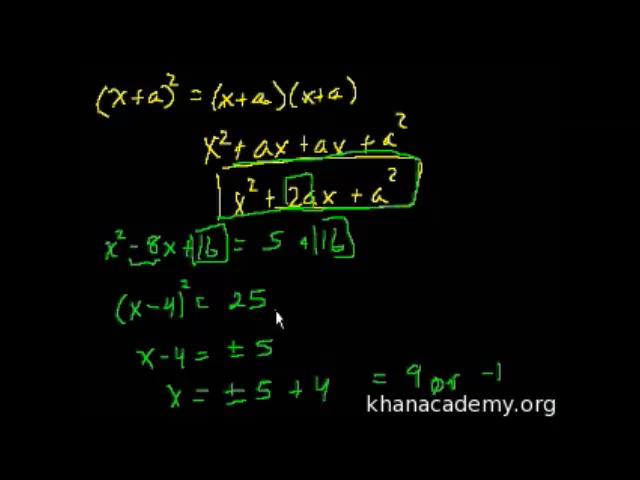 (x+a)² = (x+a)(x+a)
x² + ax + ax + a²
x² + 2ax + a²
x² - 8x + 16 = 5 + 16
(x-4)² = 25
x-4 = ± 5
x = ± 5 + 4 = 9 or -1
khanacademy.org